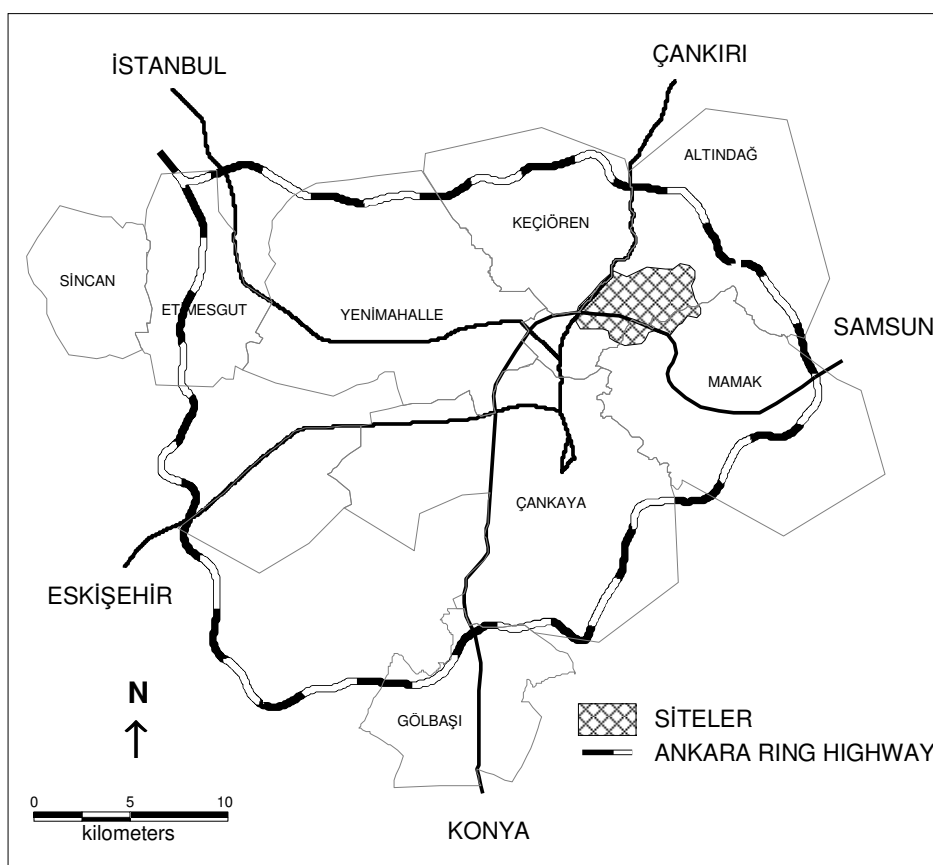 İSTANBUL
ÇANKIRI
ALTINDAĞ
KEÇİÖREN
SİNCAN
ETİMESGUT
YENİMAHALLE
SAMSUN
MAMAK
ÇANKAYA
ESKİŞEHİR
N
GÖLBAŞI
SİTELER
ANKARA RING HIGHWAY
0 5 10
kilometers
KONYA